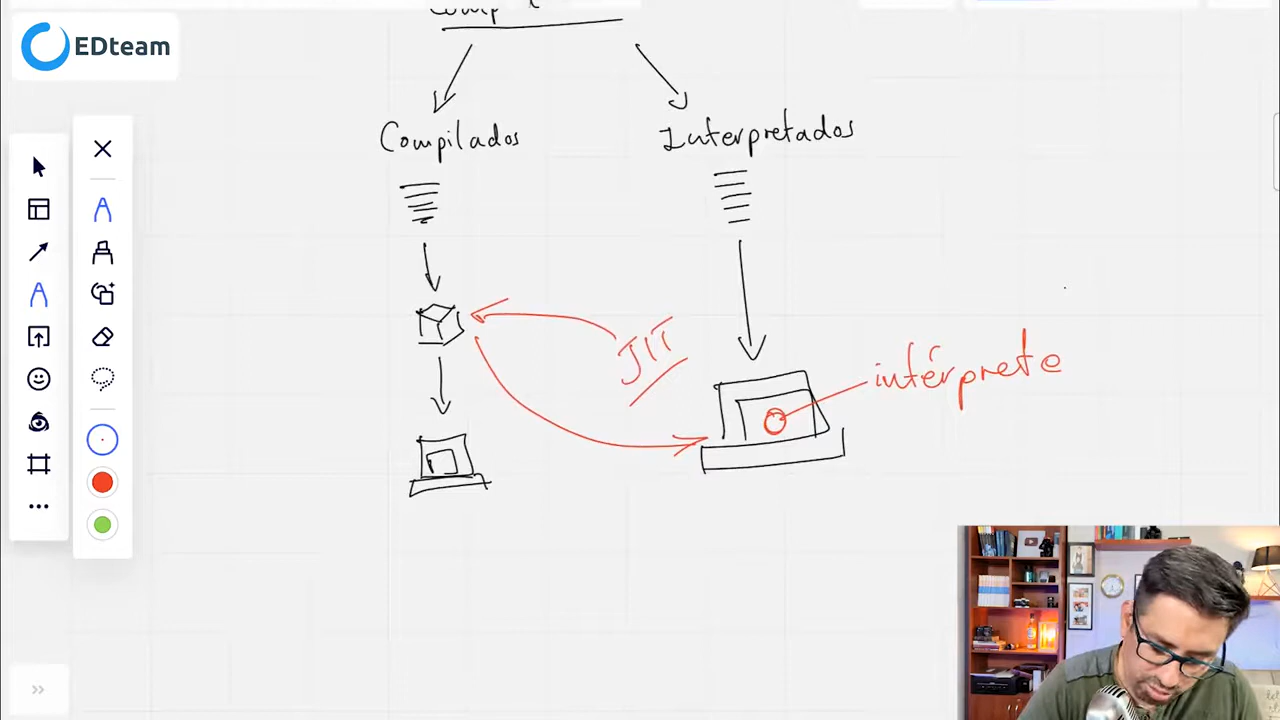 EDteam
Compilados
Interpretados
JIT
intérprete